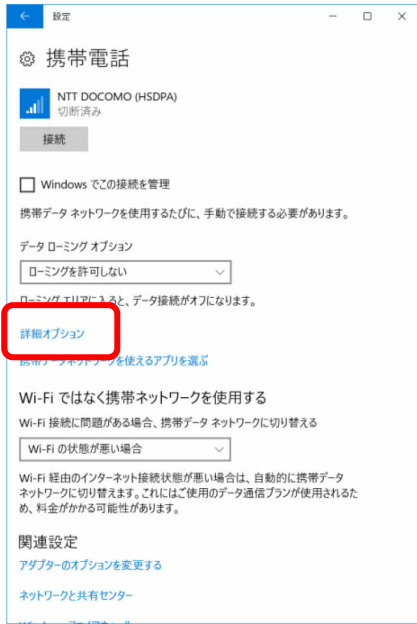 設定
携帯電話
NTT DOCOMO (HSDPA)
切断済み
接続
Windows でこの接続を管理
携帯データ ネットワークを使用するたびに、手動で接続する必要があります。
データ ローミング オプション
ローミングを許可しない
ローミング エリアに入ると、データ接続がオフになります。
詳細オプション
携帯データネットワークを使えるアプリを選ぶ
Wi-Fi ではなく携帯ネットワークを使用する
Wi-Fi 接続に問題がある場合、携帯データ ネットワークに切り替える
Wi-Fi の状態が悪い場合
Wi-Fi 経由のインターネット接続状態が悪い場合は、自動的に携帯データ
ネットワークに切り替えます。これにはご使用のデータ通信プランが使用されるた
め、料金がかかる可能性があります。
関連設定
アダプターのオプションを変更する
ネットワークと共有センター